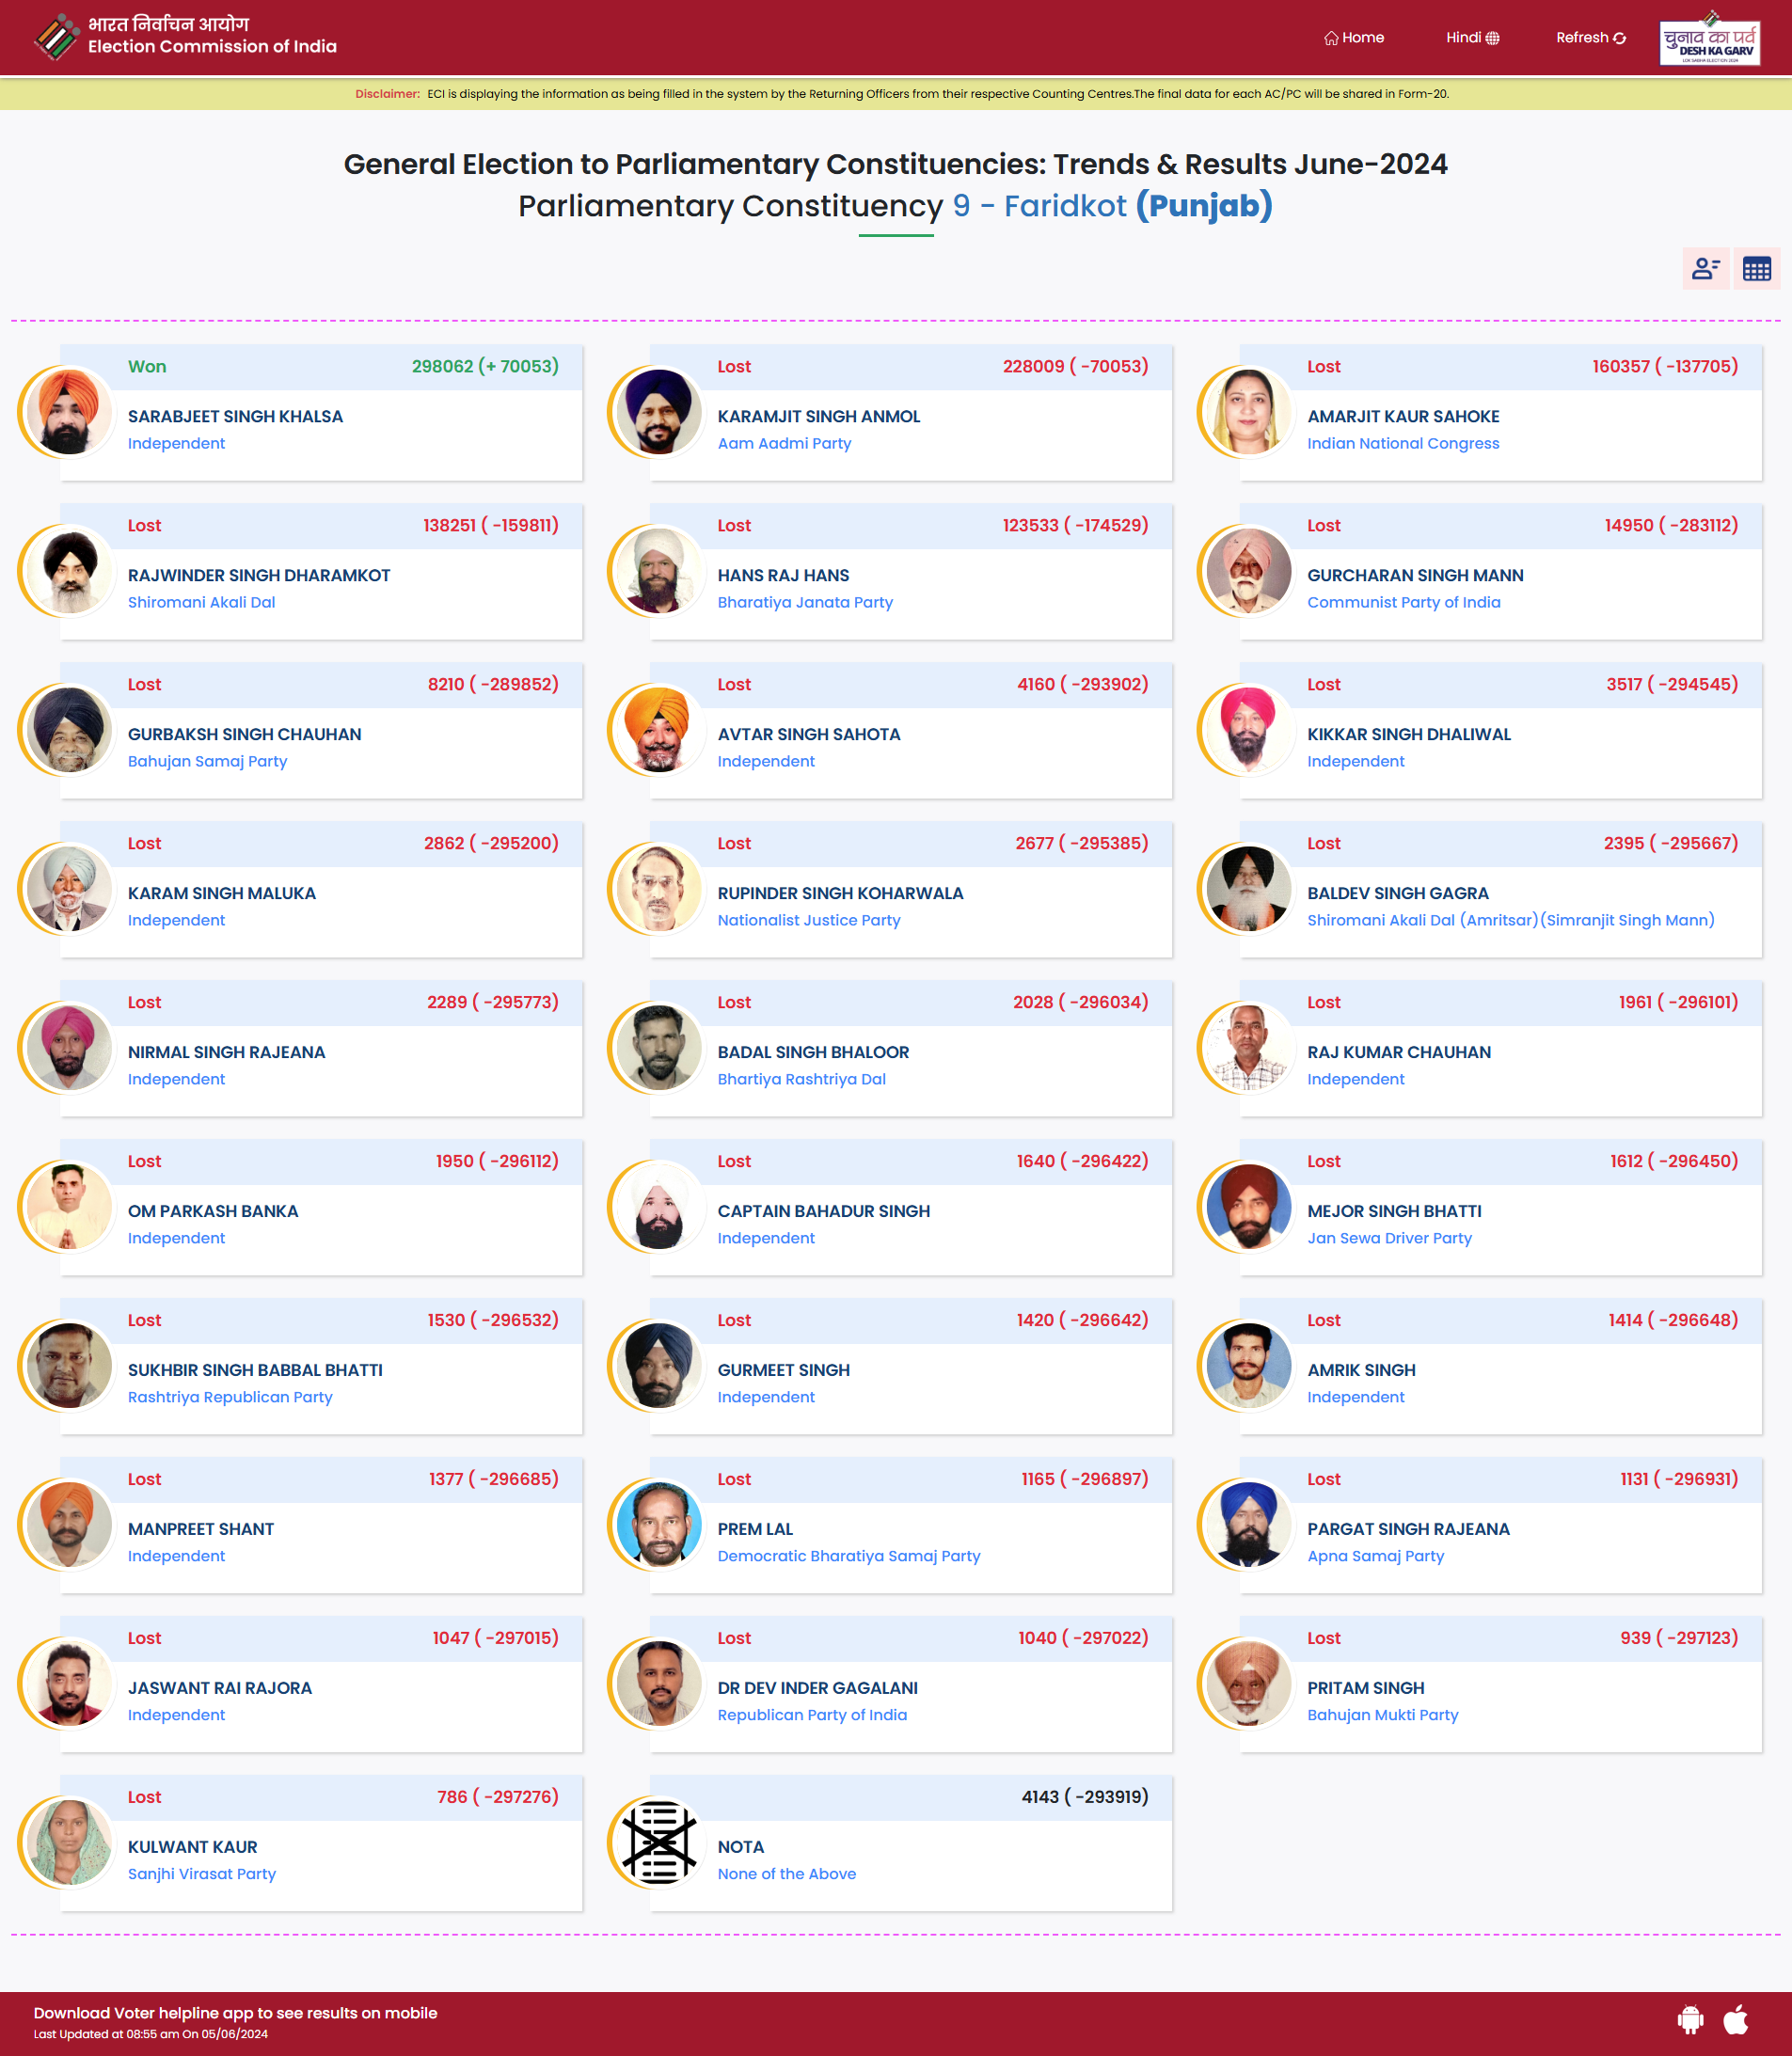 भारत निर्वाचन आयोग
Election Commission of India
Home
Hindi
Refresh
चुनाव का पर्व
DESH KA GARV
LOK SABHA ELECTION 2024
Disclaimer: ECI is displaying the information as being filled in the system by the Returning Officers from their respective Counting Centres.The final data for each AC/PC will be shared in Form-20.
General Election to Parliamentary Constituencies: Trends & Results June-2024
Parliamentary Constituency 9 - Faridkot (Punjab)
Won
298062 (+ 70053)
SARABJEET SINGH KHALSA
Independent
Lost
228009 ( -70053)
KARAMJIT SINGH ANMOL
Aam Aadmi Party
Lost
160357 ( -137705)
AMARJIT KAUR SAHOKE
Indian National Congress
Lost
138251 ( -159811)
RAJWINDER SINGH DHARAMKOT
Shiromani Akali Dal
Lost
123533 ( -174529)
HANS RAJ HANS
Bharatiya Janata Party
Lost
14950 ( -283112)
GURCHARAN SINGH MANN
Communist Party of India
Lost
8210 ( -289852)
GURBAKSH SINGH CHAUHAN
Bahujan Samaj Party
Lost
4160 ( -293902)
AVTAR SINGH SAHOTA
Independent
Lost
3517 ( -294545)
KIKKAR SINGH DHALIWAL
Independent
Lost
2862 ( -295200)
KARAM SINGH MALUKA
Independent
Lost
2677 ( -295385)
RUPINDER SINGH KOHARWALA
Nationalist Justice Party
Lost
2395 ( -295667)
BALDEV SINGH GAGRA
Shiromani Akali Dal (Amritsar)(Simranjit Singh Mann)
Lost
2289 ( -295773)
NIRMAL SINGH RAJEANA
Independent
Lost
2028 ( -296034)
BADAL SINGH BHALOOR
Bhartiya Rashtriya Dal
Lost
1961 ( -296101)
RAJ KUMAR CHAUHAN
Independent
Lost
1950 ( -296112)
OM PARKASH BANKA
Independent
Lost
1640 ( -296422)
CAPTAIN BAHADUR SINGH
Independent
Lost
1612 ( -296450)
MEJOR SINGH BHATTI
Jan Sewa Driver Party
Lost
1530 ( -296532)
SUKHBIR SINGH BABBAL BHATTI
Rashtriya Republican Party
Lost
1420 ( -296642)
GURMEET SINGH
Independent
Lost
1414 ( -296648)
AMRIK SINGH
Independent
Lost
1377 ( -296685)
MANPREET SHANT
Independent
Lost
1165 ( -296897)
PREM LAL
Democratic Bharatiya Samaj Party
Lost
1131 ( -296931)
PARGAT SINGH RAJEANA
Apna Samaj Party
Lost
1047 ( -297015)
JASWANT RAI RAJORA
Independent
Lost
1040 ( -297022)
DR DEV INDER GAGALANI
Republican Party of India
Lost
939 ( -297123)
PRITAM SINGH
Bahujan Mukti Party
Lost
786 ( -297276)
KULWANT KAUR
Sanjhi Virasat Party
4143 ( -293919)
NOTA
None of the Above
Download Voter helpline app to see results on mobile
Last Updated at 08:55 am On 05/06/2024